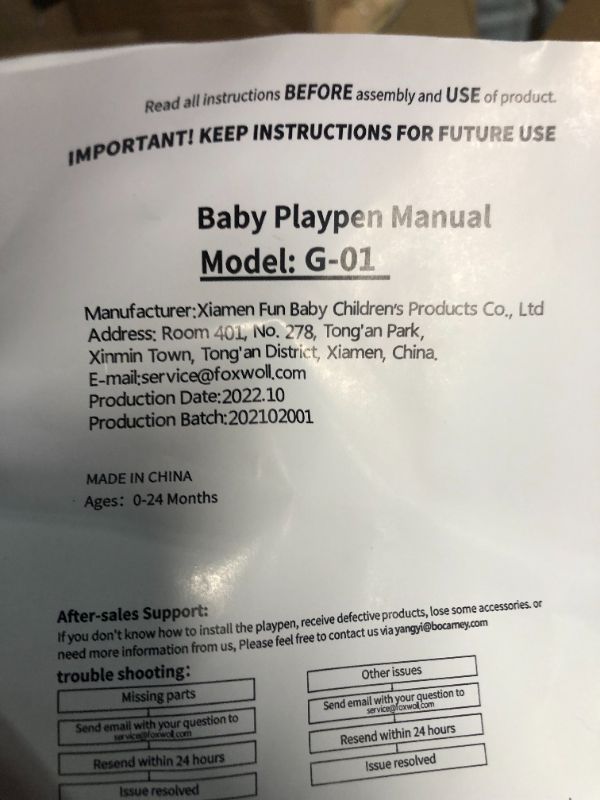 Read all instructions BEFORE assembly and USE of product.
IMPORTANT! KEEP INSTRUCTIONS FOR FUTURE USE
Baby Playpen Manual
Model: G-01
Manufacturer:Xiamen Fun Baby Children's Products Co., Ltd
Address: Room 401, No. 278, Tong'an Park,
Xinmin Town, Tong'an District, Xiamen, China.
E-mail:service@foxwoll.com
Production Date:2022.10
Production Batch:202102001
MADE IN CHINA
Ages: 0-24 Months
After-sales Support:
If you don't know how to install the playpen, receive defective products, lose some accessories. or
need more information from us, Please feel free to contact us via yangyi@bocarney.com
trouble shooting:
Missing parts
Send email with your question to
service@foxwoll.com
Resend within 24 hours
Issue resolved
Other issues
Send email with your question to
service@foxwoll.com
Resend within 24 hours
Issue resolved